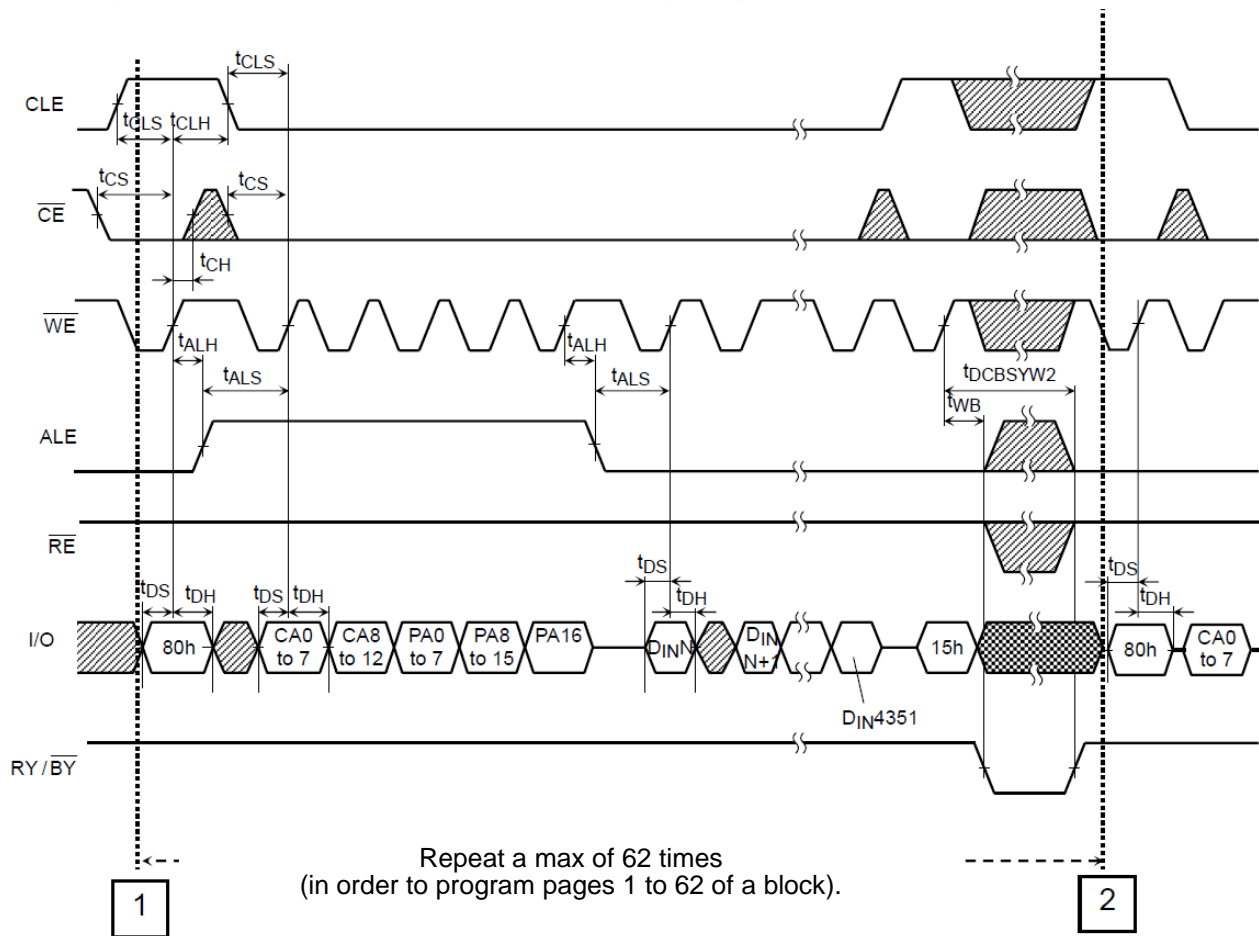 tCLS
CLE
tCLS tCLH
tCS tCS
CE
tCH
WE
tALH tALH
tALS tALS tDCBSYW2
tWB
ALE
RE
tDS tDH tDS tDH tDS tDH tDS tDH
I/O 80h CA0 to 7 CA8 to 12 PA0 to 7 PA8 to 15 PA16 DINN DIN N+1 15h 80h CA0 to 7
DIN4351
RY/BY
Repeat a max of 62 times
(in order to program pages 1 to 62 of a block).
1 2